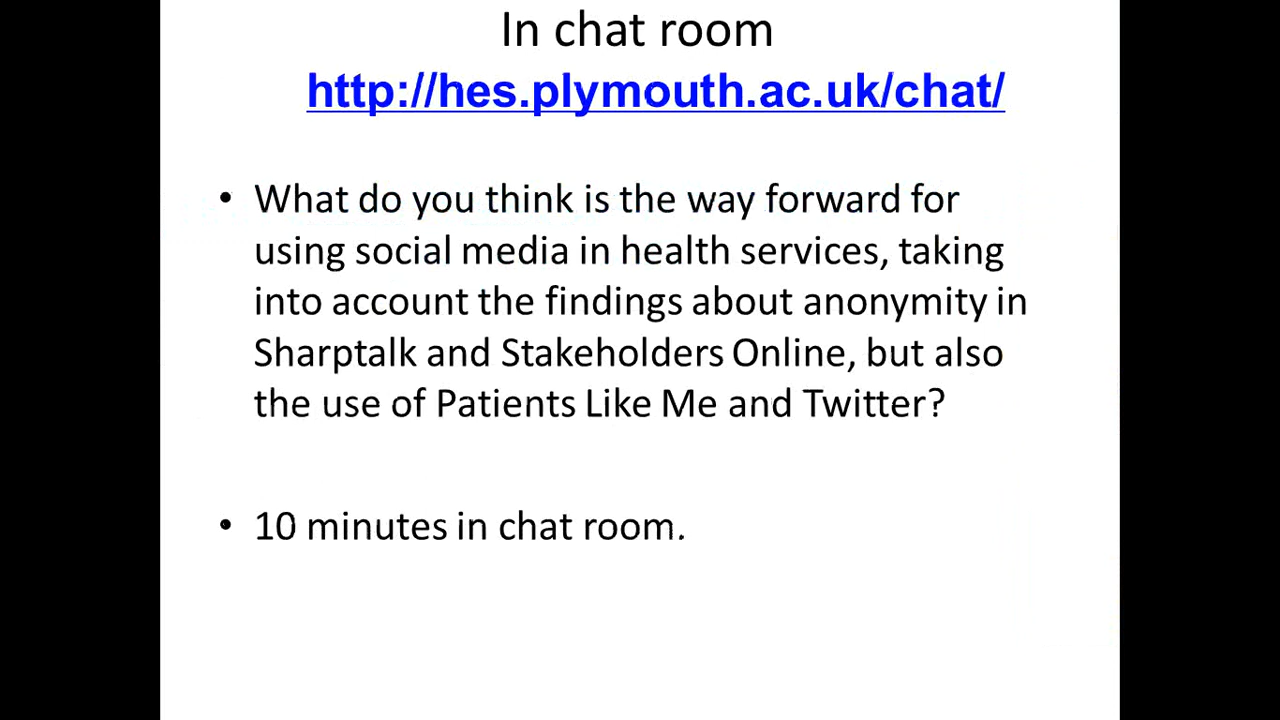 In chat room
http://hes.plymouth.ac.uk/chat/
• What do you think is the way forward for
using social media in health services, taking
into account the findings about anonymity in
Sharptalk and Stakeholders Online, but also
the use of Patients Like Me and Twitter?
• 10 minutes in chat room.